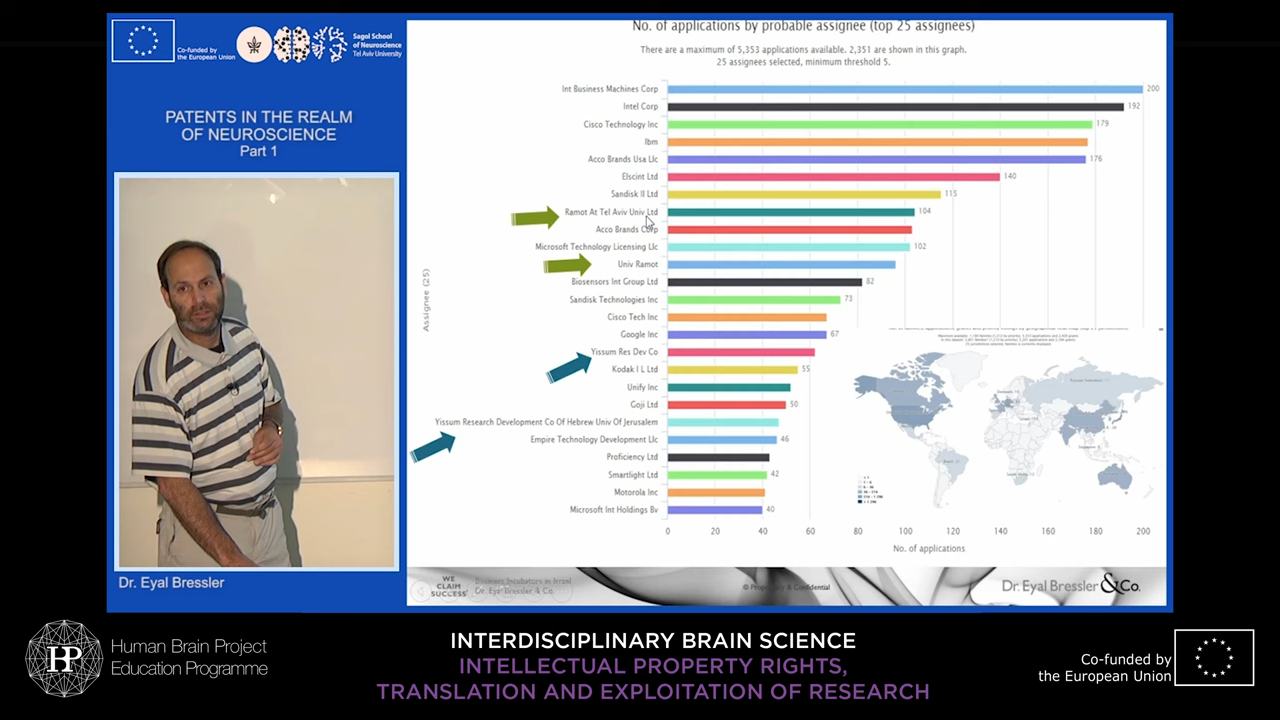 Co-funded by
the European Union
Sagol School
of Neuroscience
Tel Aviv University
PATENTS IN THE REALM
OF NEUROSCIENCE
Part 1
Dr. Eyal Bressler
No. of applications by probable assignee (top 25 assignees)
There are a maximum of 5,353 applications available. 2,351 are shown in this graph.
25 assignees selected, minimum threshold 5.
Assignee (25)
Int Business Machines Corp 200
Intel Corp 192
Cisco Technology Inc 179
Ibm
Acco Brands Usa Llc 176
Elscint Ltd 140
Sandisk Il Ltd 115
Ramot At Tel Aviv Univ Ltd 104
Acco Brands Corp
Microsoft Technology Licensing Llc 102
Univ Ramot
Biosensors Int Group Ltd 82
Sandisk Technologies Inc 73
Cisco Tech Inc
Google Inc 67
Yissum Res Dev Co
Kodak I L Ltd 55
Unify Inc
Goji Ltd 50
Yissum Research Development Co Of Hebrew Univ Of Jerusalem
Empire Technology Development Llc 46
Proficiency Ltd
Smartlight Ltd 42
Motorola Inc
Microsoft Int Holdings Bv 40
0 20 40 60 80 100 120 140 160 180 200
No. of applications
WE
CLAIM
SUCCESS
Business Incubators in Israel
Dr. Eyal Bressler & Co.
© Proprietary & Confidential
Dr. Eyal Bressler & Co.
HBP
Human Brain Project
Education Programme
INTERDISCIPLINARY BRAIN SCIENCE
INTELLECTUAL PROPERTY RIGHTS,
TRANSLATION AND EXPLOITATION OF RESEARCH
Co-funded by
the European Union